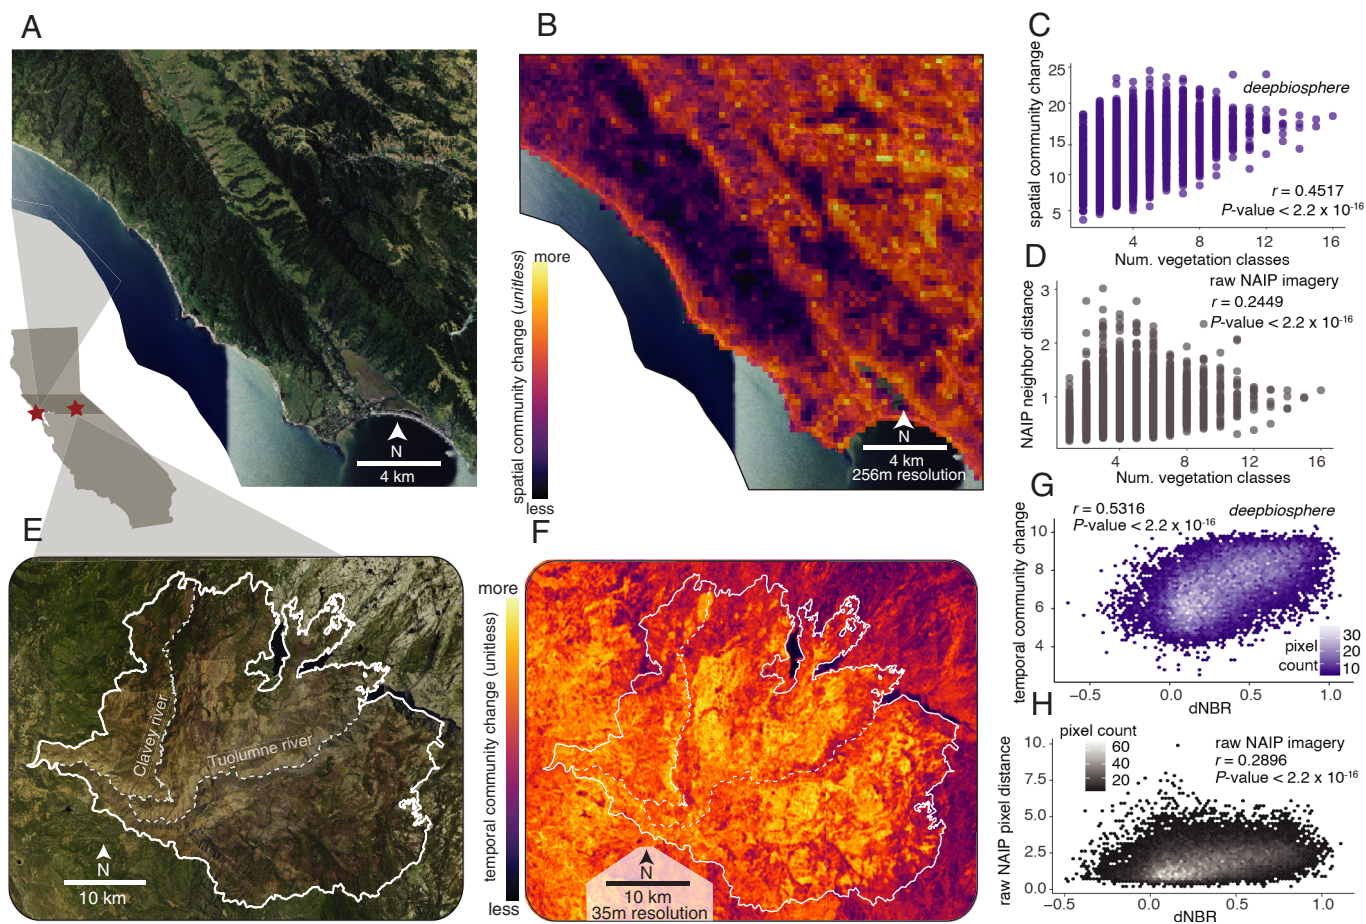 A
4 km
N
B
spatial community change (unitless)
more
less
N
4 km
256m resolution
C
spatial community change
25
20
15
10
5
deepbiosphere
r = 0.4517
P-value < 2.2 x 10-16
4
8
12
16
Num. vegetation classes
D
NAIP neighbor distance
3
2
1
raw NAIP imagery
r = 0.2449
P-value < 2.2 x 10-16
4
8
12
16
Num. vegetation classes
E
Clavey river
Tuolumne river
N
10 km
F
more
temporal community change (unitless)
less
N
10 km
35m resolution
G
temporal community change
r = 0.5316
P-value < 2.2 x 10-16
deepbiosphere
10
8
6
4
pixel
count
30
20
10
−0.5
0.0
0.5
1.0
dNBR
H
raw NAIP pixel distance
pixel count
60
40
20
raw NAIP imagery
r = 0.2896
P-value < 2.2 x 10-16
10.
7.5
5.0
2.5
0.0
−0.5
0.0
0.5
1.0
dNBR